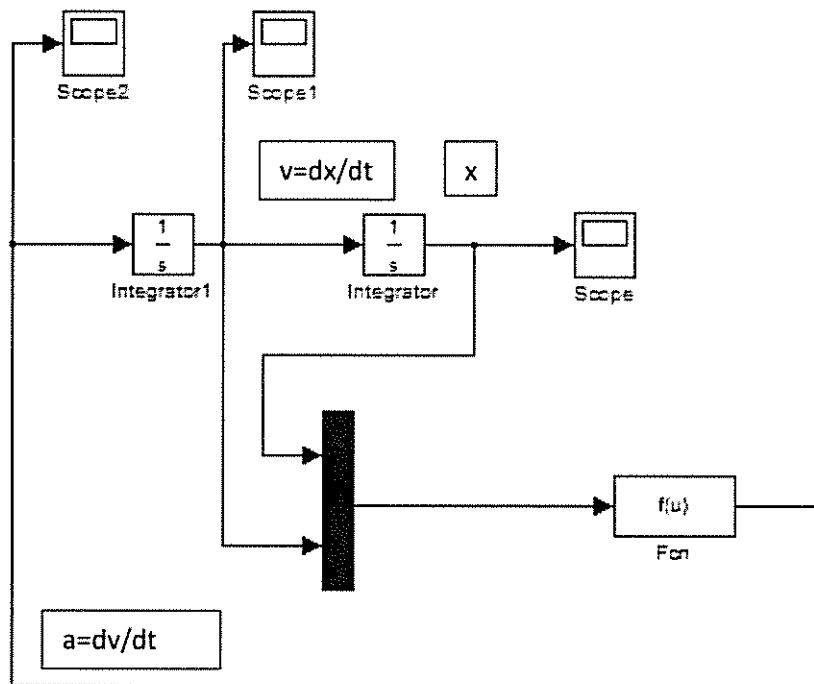 Scope2
Scope1
v=dx/dt
x
1
s
Integrator1
1
s
Integrator
Scope
f(u)
Fcn
a=dv/dt